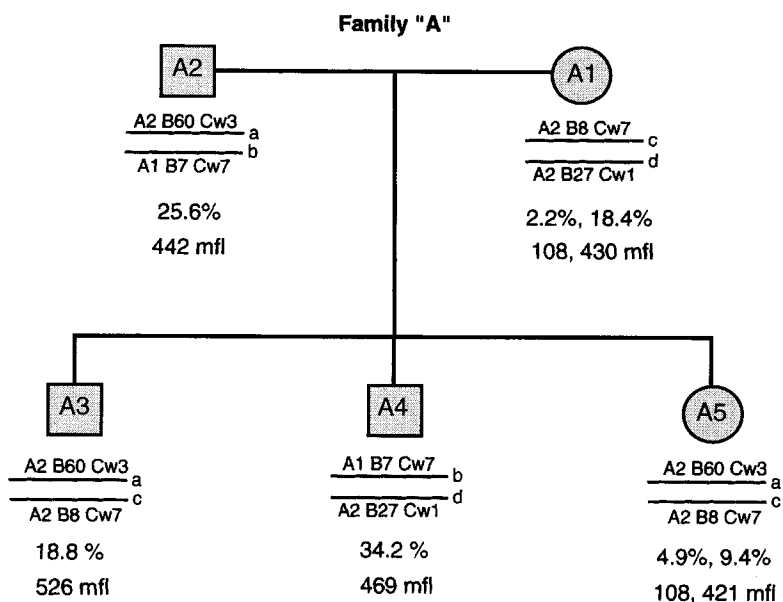 Family "A"
A2
A1
A2 B60 Cw3
a
b
A1 B7 Cw7
25.6%
442 mfl
A2 B8 Cw7
c
d
A2 B27 Cw1
2.2%, 18.4%
108, 430 mfl
A3
A4
A5
A2 B60 Cw3
a
c
A2 B8 Cw7
18.8 %
526 mfl
A1 B7 Cw7
b
d
A2 B27 Cw1
34.2 %
469 mfl
A2 B60 Cw3
a
c
A2 B8 Cw7
4.9%, 9.4%
108, 421 mfl